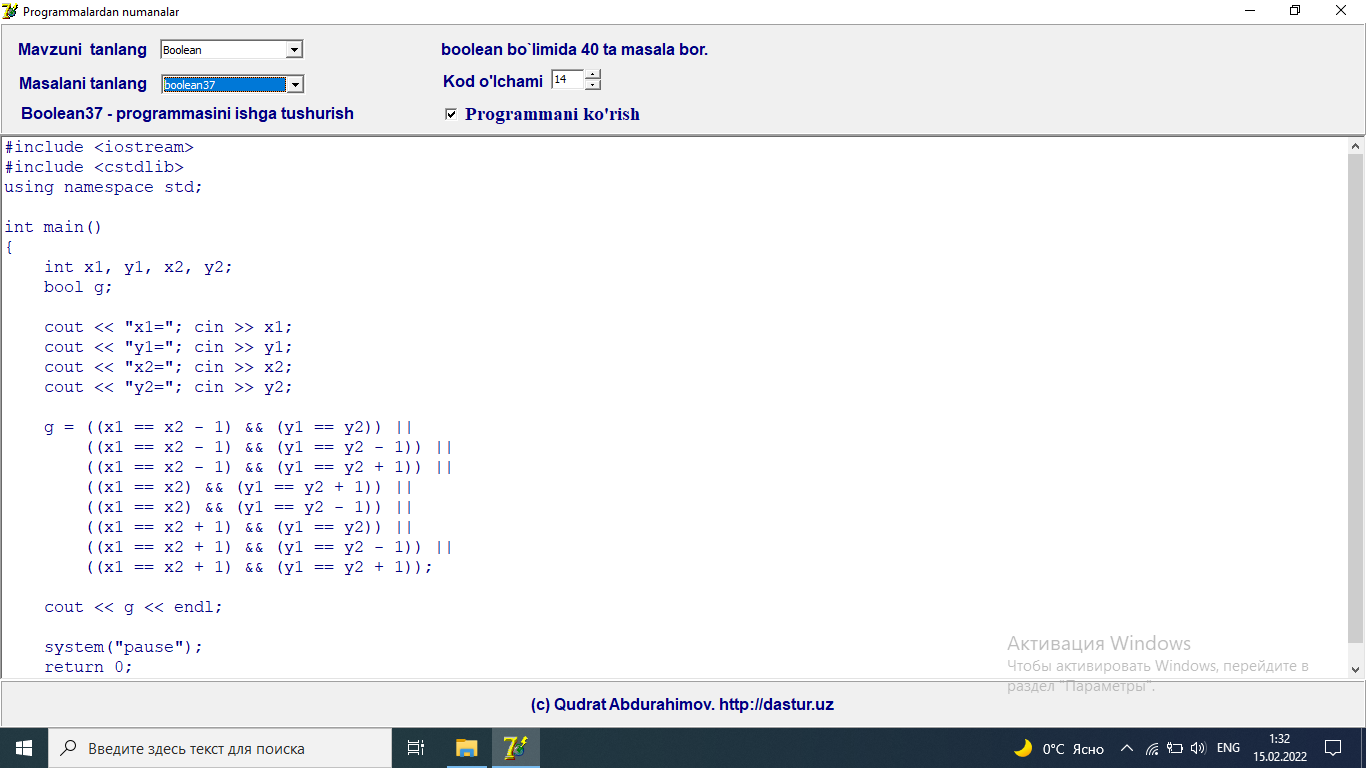 Programmalardan numanalar
Mavzuni tanlang Boolean
boolean bo`limida 40 ta masala bor.
Masalani tanlang boolean37
Kod o'lchami 14
Boolean37 - programmasini ishga tushurish
Programmani ko'rish
#include <iostream>
#include <cstdlib>
using namespace std;
int main()
{
int x1, y1, x2, y2;
bool g;
cout << "x1="; cin >> x1;
cout << "y1="; cin >> y1;
cout << "x2="; cin >> x2;
cout << "y2="; cin >> y2;
g = ((x1 == x2 - 1) && (y1 == y2)) ||
((x1 == x2 - 1) && (y1 == y2 - 1)) ||
((x1 == x2 - 1) && (y1 == y2 + 1)) ||
((x1 == x2) && (y1 == y2 + 1)) ||
((x1 == x2) && (y1 == y2 - 1)) ||
((x1 == x2 + 1) && (y1 == y2)) ||
((x1 == x2 + 1) && (y1 == y2 - 1)) ||
((x1 == x2 + 1) && (y1 == y2 + 1));
cout << g << endl;
system("pause");
return 0;
Активация Windows
Чтобы активировать Windows, перейдите в
раздел "Параметры".
(c) Qudrat Abdurahimov. http://dastur.uz
Введите здесь текст для поиска
0°C Ясно
ENG
1:32
15.02.2022